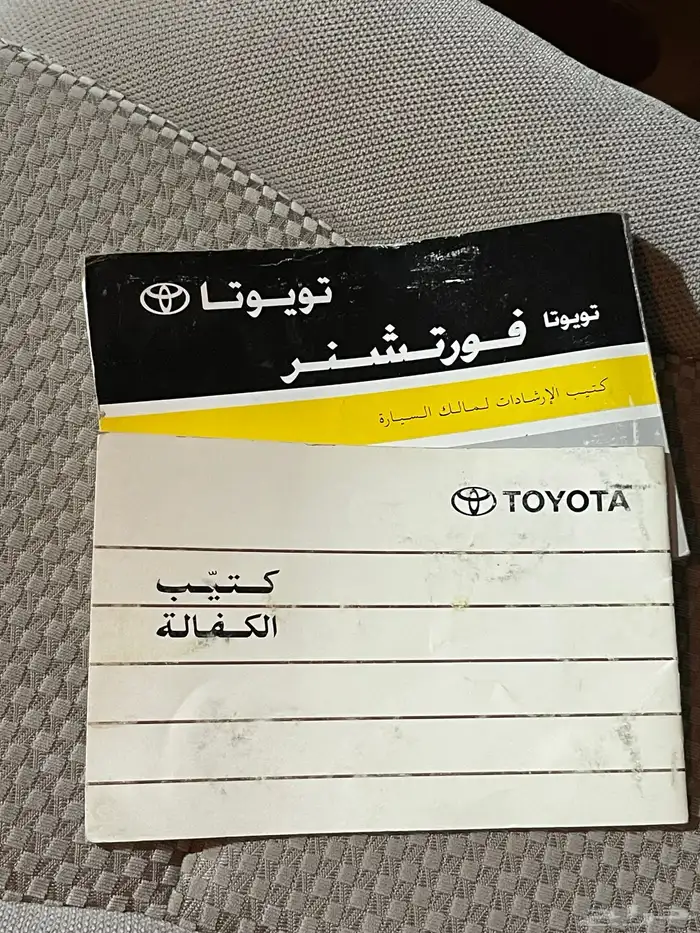 تويوتا
تويوتا فورتشنر
كتيب الإرشادات لمالك السيارة
TOYOTA
كتيّب
الكفالة